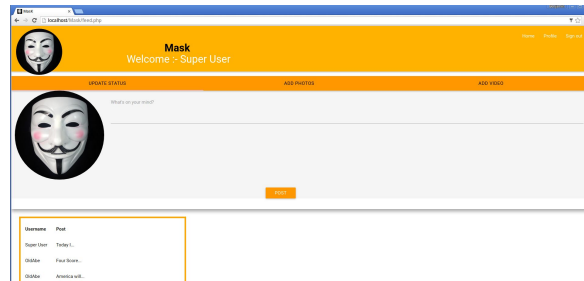 Mask
localhost/Mask/feed.php
Home Profile Sign out
Mask
Welcome :- Super User
UPDATE STATUS ADD PHOTOS ADD VIDEO
Whats on your mind?
POST
Username Post
Super User Today I...
OldAbe Four Score...
OldAbe America will...